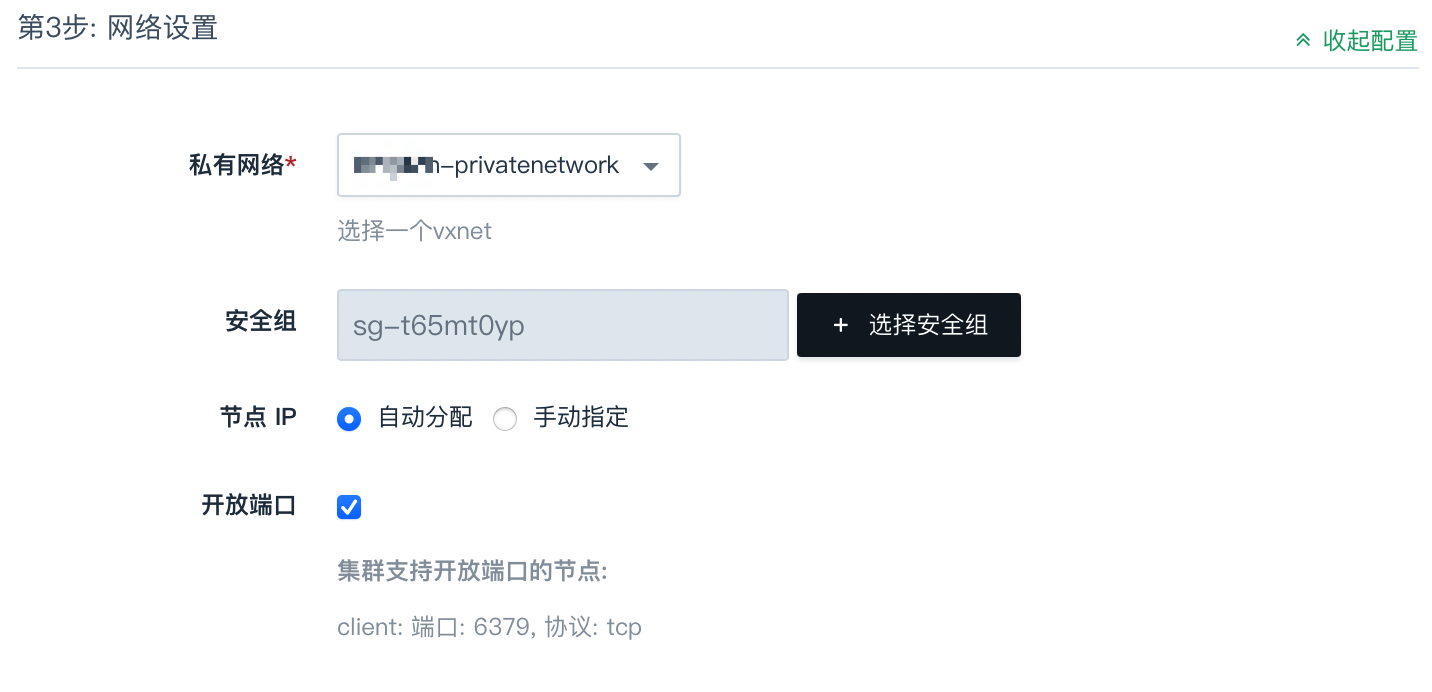 第3步: 网络设置
收起配置
私有网络* -privatenetwork
选择一个vxnet
安全组 sg-t65mt0yp + 选择安全组
节点 IP 自动分配 手动指定
开放端口
集群支持开放端口的节点:
client: 端口: 6379, 协议: tcp